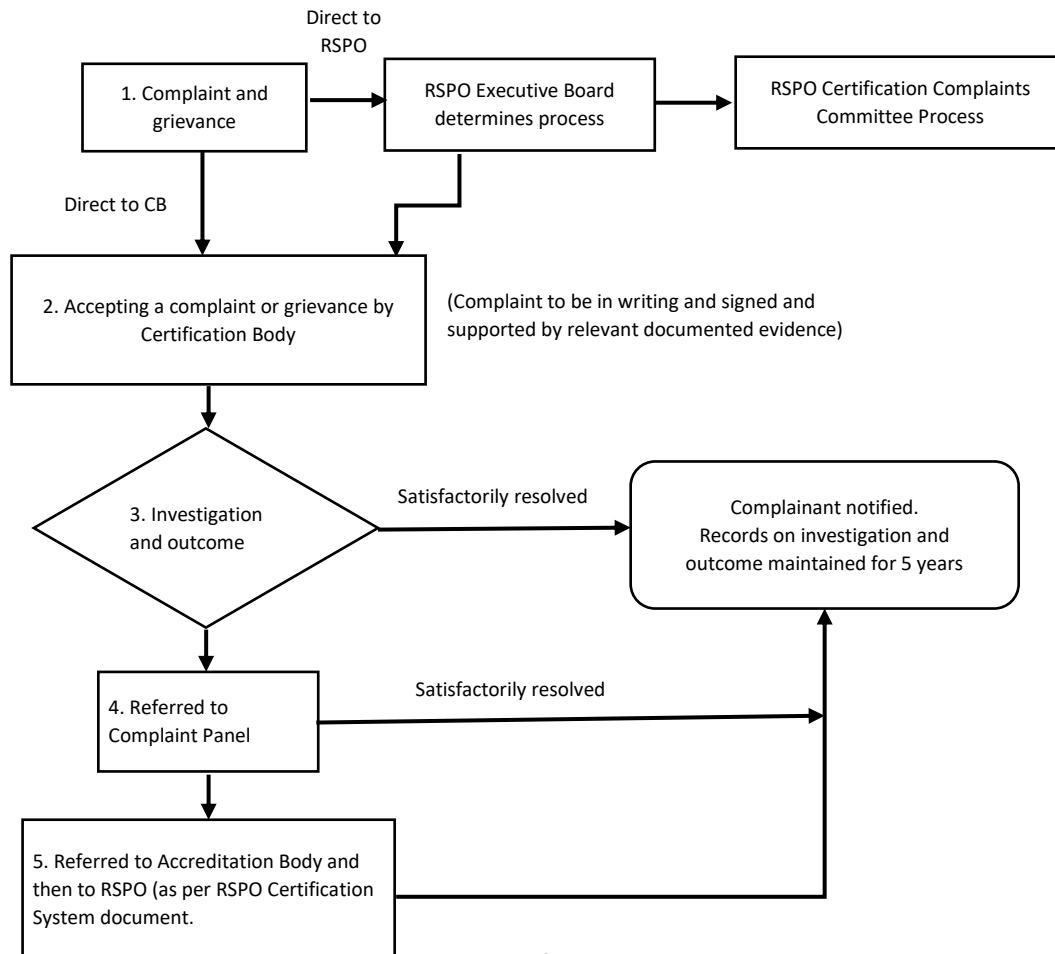 Direct to
RSPO
1. Complaint and
grievance
RSPO Executive Board
determines process
RSPO Certification Complaints
Committee Process
Direct to CB
2. Accepting a complaint or grievance by
Certification Body
(Complaint to be in writing and signed and
supported by relevant documented evidence)
3. Investigation
and outcome
Satisfactorily resolved
Complainant notified.
Records on investigation and
outcome maintained for 5 years
4. Referred to
Complaint Panel
Satisfactorily resolved
5. Referred to Accreditation Body and
then to RSPO (as per RSPO Certification
System document.